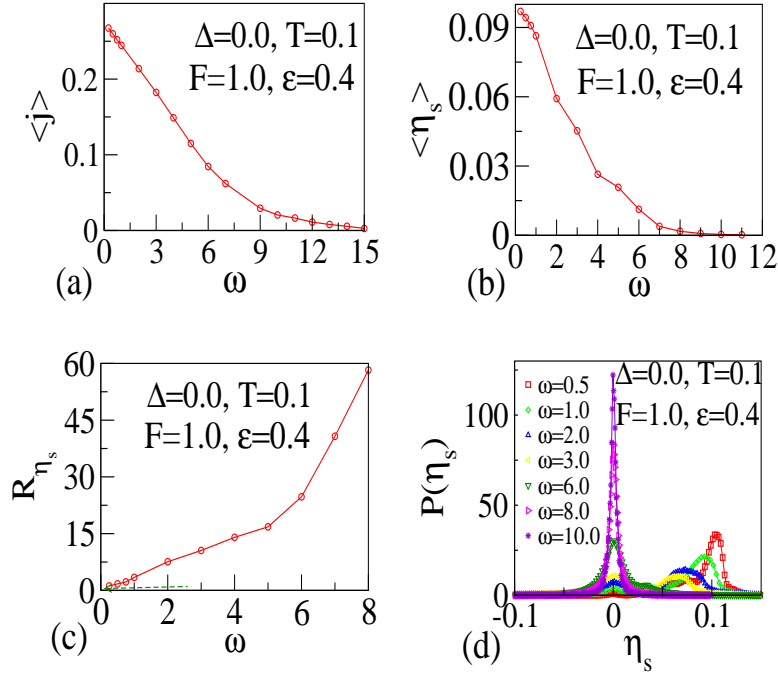 Δ=0.0, T=0.1
F=1.0, ε=0.4
<j>
0.2
0.1
0
0 3 6 9 12 15
(a)
ω
Δ=0.0, T=0.1
F=1.0, ε=0.4
<η_s>
0.09
0.06
0.03
0
0 2 4 6 8 10 12
(b)
ω
Δ=0.0, T=0.1
F=1.0, ε=0.4
R_η_s
60
45
30
15
0
0 2 4 6 8
(c)
ω
Δ=0.0, T=0.1
F=1.0, ε=0.4
ω=0.5
ω=1.0
ω=2.0
ω=3.0
ω=6.0
ω=8.0
ω=10.0
P(η_s)
100
50
0
-0.1 0 0.1
(d)
η_s